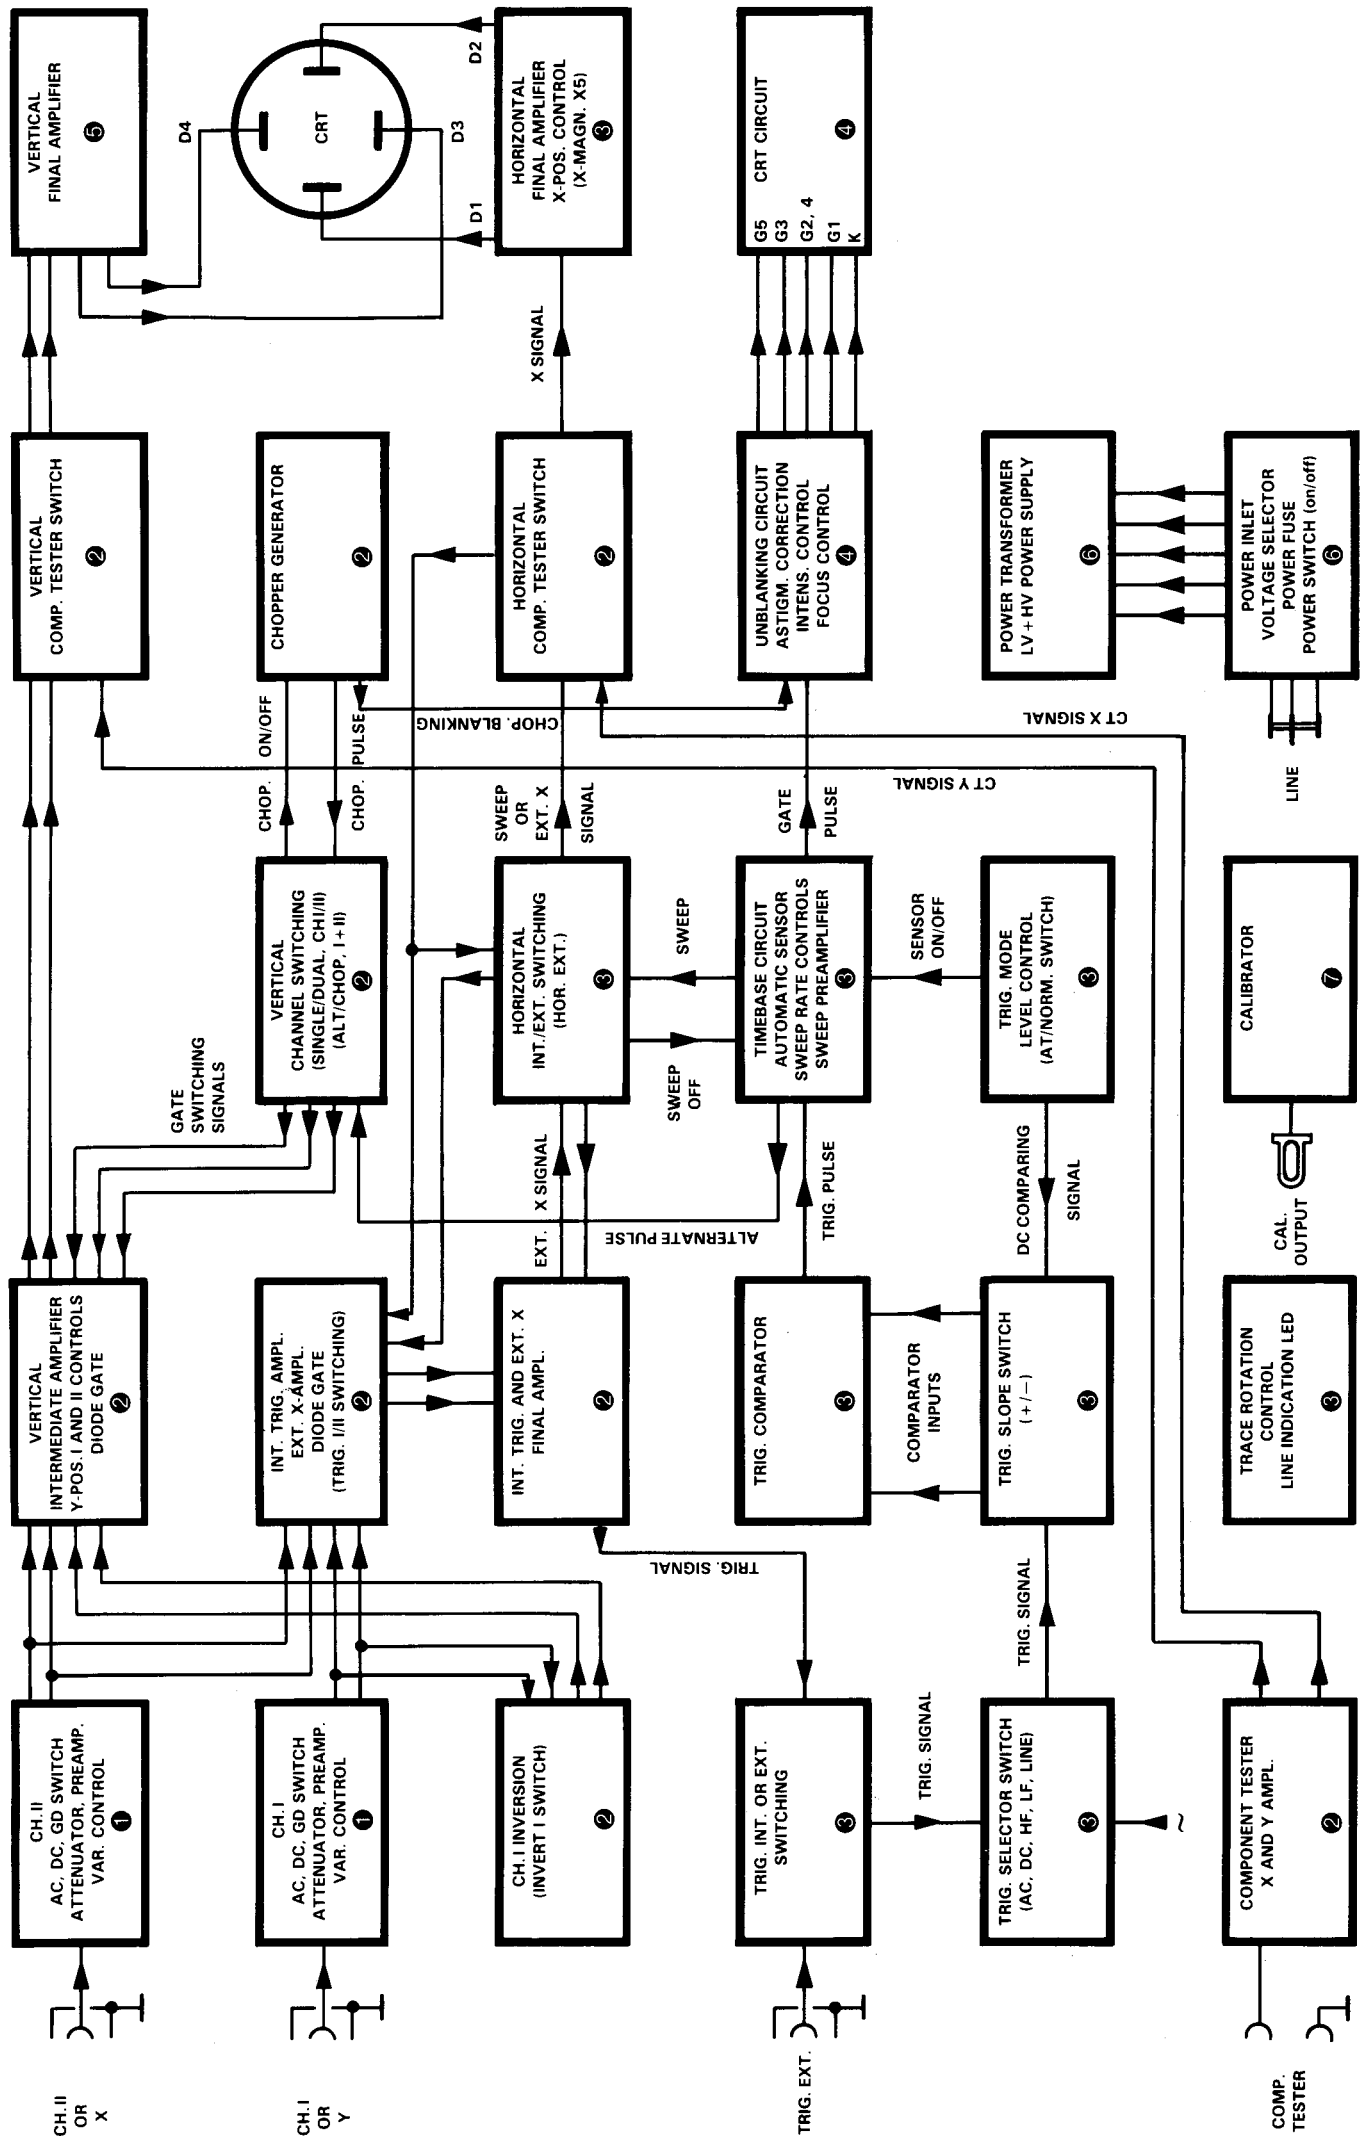 CH. II
OR
X
CH. II
AC, DC, GD SWITCH
ATTENUATOR, PREAMP.
VAR. CONTROL
1
VERTICAL
INTERMEDIATE AMPLIFIER
Y-POS. I AND II CONTROLS
DIODE GATE
2
VERTICAL
COMP. TESTER SWITCH
2
VERTICAL
FINAL AMPLIFIER
5
GATE
SWITCHING
SIGNALS
D4
CRT
D3
CH. I
OR
Y
CH. I
AC, DC, GD SWITCH
ATTENUATOR, PREAMP.
VAR. CONTROL
1
INT. TRIG. AMPL.
EXT. X-AMPL.
DIODE GATE
(TRIG. I/II SWITCHING)
2
VERTICAL
CHANNEL SWITCHING
(SINGLE/DUAL, CHI/II)
(ALT/CHOP, I + II)
2
CHOP. ON/OFF
CHOP. PULSE
CHOPPER GENERATOR
2
CHOP. BLANKING
D1
D2
CH. I INVERSION
(INVERT I SWITCH)
2
INT. TRIG. AND EXT. X
FINAL AMPL.
2
EXT. X SIGNAL
HORIZONTAL
INT./EXT. SWITCHING
(HOR. EXT.)
3
SWEEP
OR
EXT. X
SIGNAL
HORIZONTAL
COMP. TESTER SWITCH
2
X SIGNAL
HORIZONTAL
FINAL AMPLIFIER
X-POS. CONTROL
(X-MAGN. X5)
3
TRIG. SIGNAL
ALTERNATE PULSE
SWEEP
OFF
SWEEP
TRIG. EXT.
TRIG. INT. OR EXT.
SWITCHING
3
TRIG. COMPARATOR
3
TRIG. PULSE
TIMEBASE CIRCUIT
AUTOMATIC SENSOR
SWEEP RATE CONTROLS
SWEEP PREAMPLIFIER
3
GATE
PULSE
UNBLANKING CIRCUIT
ASTIGM. CORRECTION
INTENS. CONTROL
FOCUS CONTROL
4
G5
G3
G2, 4
G1
K
CRT CIRCUIT
4
TRIG. SIGNAL
COMPARATOR
INPUTS
SENSOR
ON/OFF
CT Y SIGNAL
CT X SIGNAL
TRIG. SELECTOR SWITCH
(AC, DC, HF, LF, LINE)
3
~
TRIG. SIGNAL
TRIG. SLOPE SWITCH
(+/−)
3
DC COMPARING
SIGNAL
TRIG. MODE
LEVEL CONTROL
(AT/NORM. SWITCH)
3
POWER TRANSFORMER
LV + HV POWER SUPPLY
6
COMP.
TESTER
COMPONENT TESTER
X AND Y AMPL.
2
TRACE ROTATION
CONTROL
LINE INDICATION LED
3
CAL.
OUTPUT
CALIBRATOR
7
LINE
POWER INLET
VOLTAGE SELECTOR
POWER FUSE
POWER SWITCH (on/off)
6